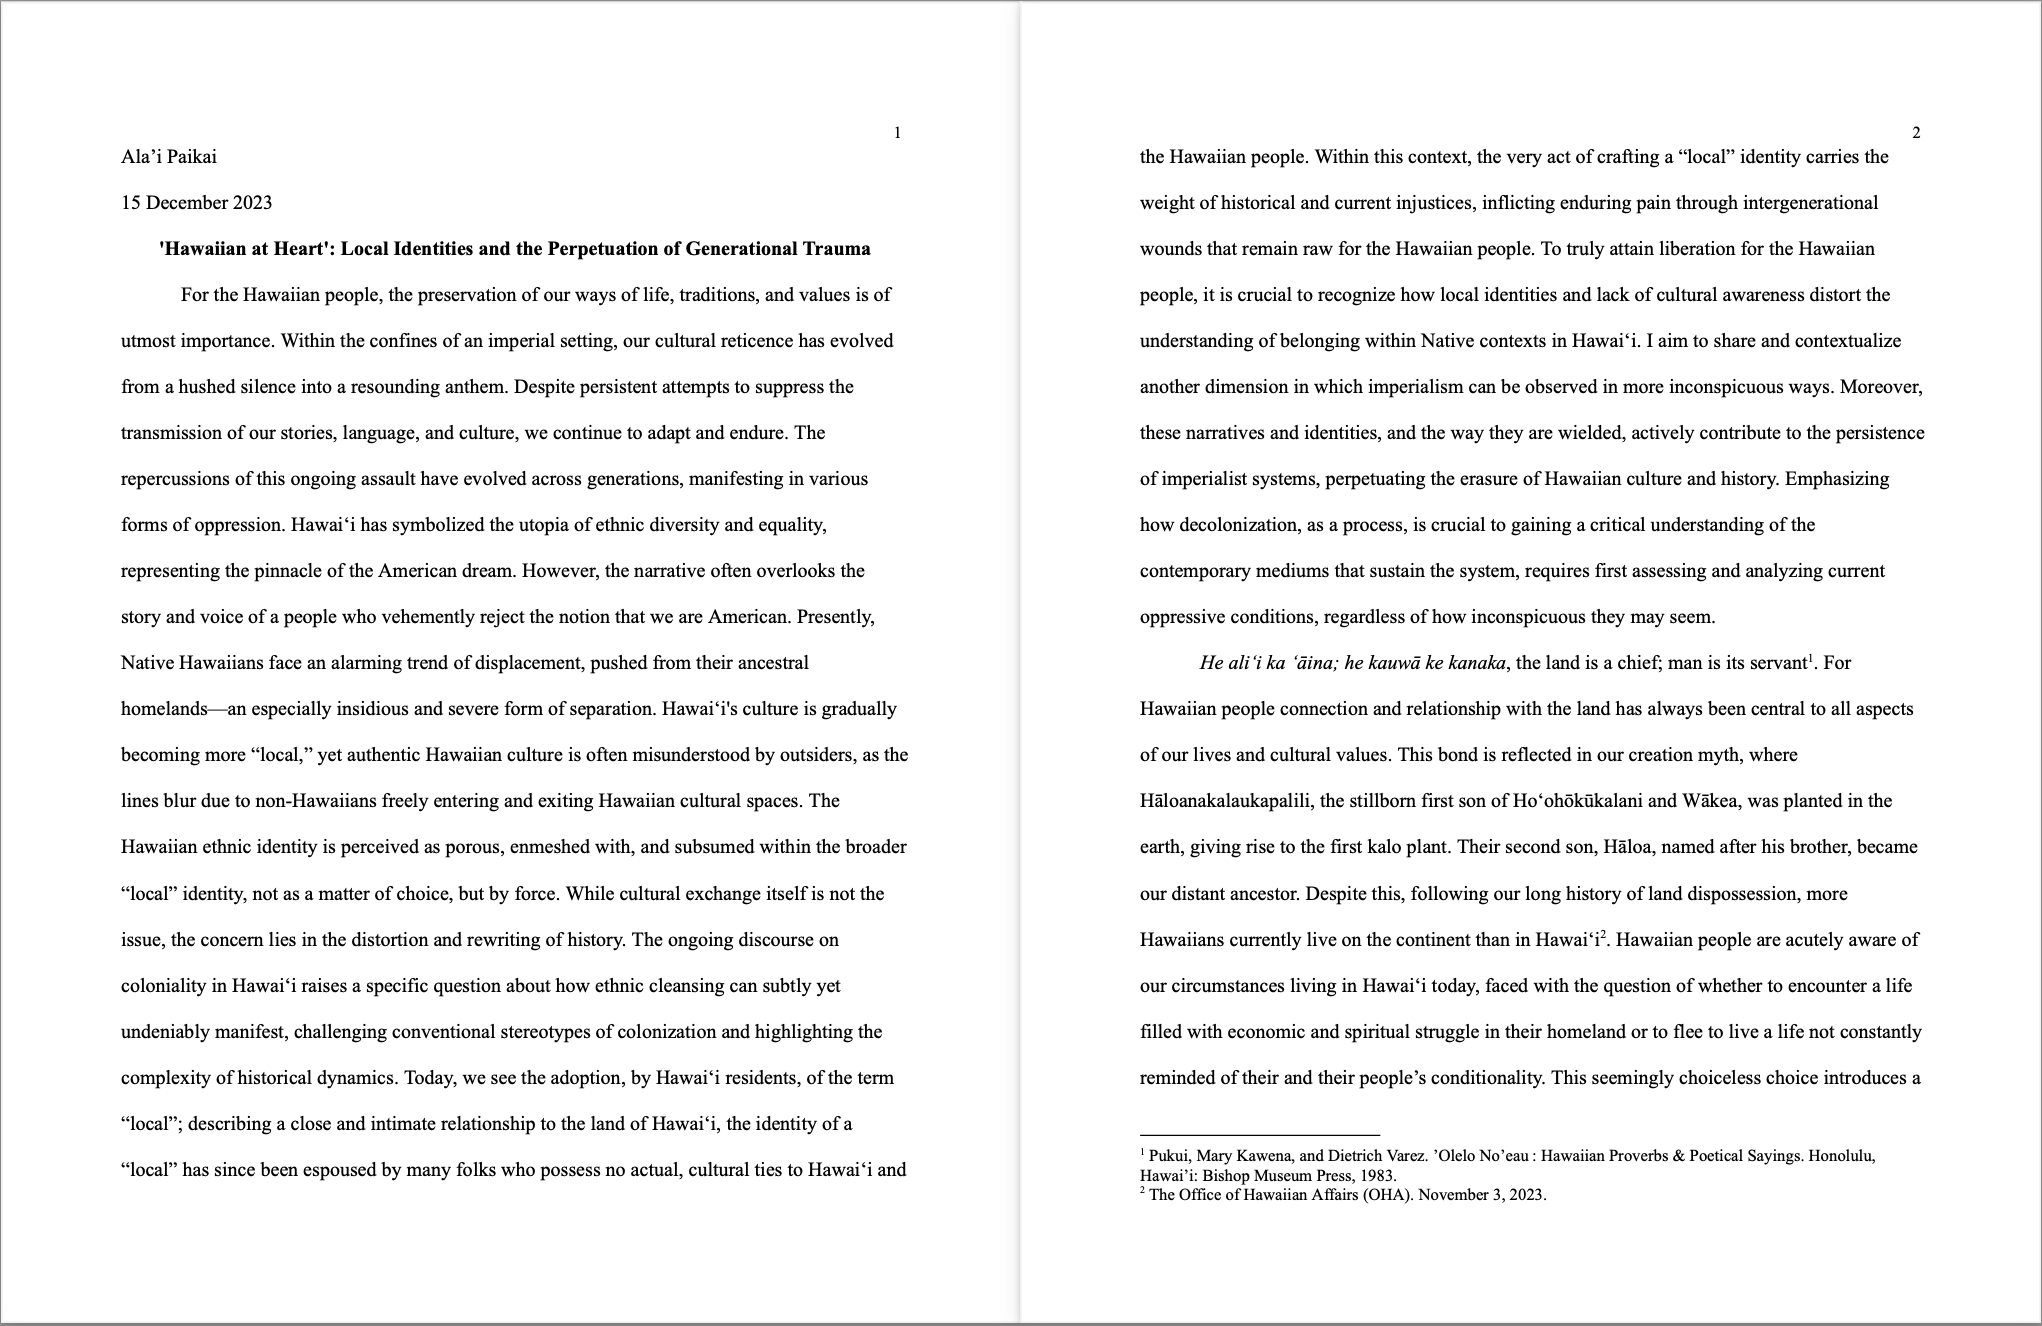 1
Ala’i Paikai
15 December 2023
'Hawaiian at Heart': Local Identities and the Perpetuation of Generational Trauma
For the Hawaiian people, the preservation of our ways of life, traditions, and values is of
utmost importance. Within the confines of an imperial setting, our cultural reticence has evolved
from a hushed silence into a resounding anthem. Despite persistent attempts to suppress the
transmission of our stories, language, and culture, we continue to adapt and endure. The
repercussions of this ongoing assault have evolved across generations, manifesting in various
forms of oppression. Hawaiʻi has symbolized the utopia of ethnic diversity and equality,
representing the pinnacle of the American dream. However, the narrative often overlooks the
story and voice of a people who vehemently reject the notion that we are American. Presently,
Native Hawaiians face an alarming trend of displacement, pushed from their ancestral
homelands—an especially insidious and severe form of separation. Hawaiʻi's culture is gradually
becoming more “local,” yet authentic Hawaiian culture is often misunderstood by outsiders, as the
lines blur due to non-Hawaiians freely entering and exiting Hawaiian cultural spaces. The
Hawaiian ethnic identity is perceived as porous, enmeshed with, and subsumed within the broader
“local” identity, not as a matter of choice, but by force. While cultural exchange itself is not the
issue, the concern lies in the distortion and rewriting of history. The ongoing discourse on
coloniality in Hawaiʻi raises a specific question about how ethnic cleansing can subtly yet
undeniably manifest, challenging conventional stereotypes of colonization and highlighting the
complexity of historical dynamics. Today, we see the adoption, by Hawaiʻi residents, of the term
“local”; describing a close and intimate relationship to the land of Hawaiʻi, the identity of a
“local” has since been espoused by many folks who possess no actual, cultural ties to Hawaiʻi and
2
the Hawaiian people. Within this context, the very act of crafting a “local” identity carries the
weight of historical and current injustices, inflicting enduring pain through intergenerational
wounds that remain raw for the Hawaiian people. To truly attain liberation for the Hawaiian
people, it is crucial to recognize how local identities and lack of cultural awareness distort the
understanding of belonging within Native contexts in Hawaiʻi. I aim to share and contextualize
another dimension in which imperialism can be observed in more inconspicuous ways. Moreover,
these narratives and identities, and the way they are wielded, actively contribute to the persistence
of imperialist systems, perpetuating the erasure of Hawaiian culture and history. Emphasizing
how decolonization, as a process, is crucial to gaining a critical understanding of the
contemporary mediums that sustain the system, requires first assessing and analyzing current
oppressive conditions, regardless of how inconspicuous they may seem.
He aliʻi ka ʻāina; he kauwā ke kanaka, the land is a chief; man is its servant¹. For
Hawaiian people connection and relationship with the land has always been central to all aspects
of our lives and cultural values. This bond is reflected in our creation myth, where
Hāloanakalaukapalili, the stillborn first son of Hoʻohōkūkalani and Wākea, was planted in the
earth, giving rise to the first kalo plant. Their second son, Hāloa, named after his brother, became
our distant ancestor. Despite this, following our long history of land dispossession, more
Hawaiians currently live on the continent than in Hawaiʻi². Hawaiian people are acutely aware of
our circumstances living in Hawaiʻi today, faced with the question of whether to encounter a life
filled with economic and spiritual struggle in their homeland or to flee to live a life not constantly
reminded of their and their people’s conditionality. This seemingly choiceless choice introduces a
¹ Pukui, Mary Kawena, and Dietrich Varez. ’Olelo No’eau : Hawaiian Proverbs & Poetical Sayings. Honolulu,
Hawai’i: Bishop Museum Press, 1983.
² The Office of Hawaiian Affairs (OHA). November 3, 2023.